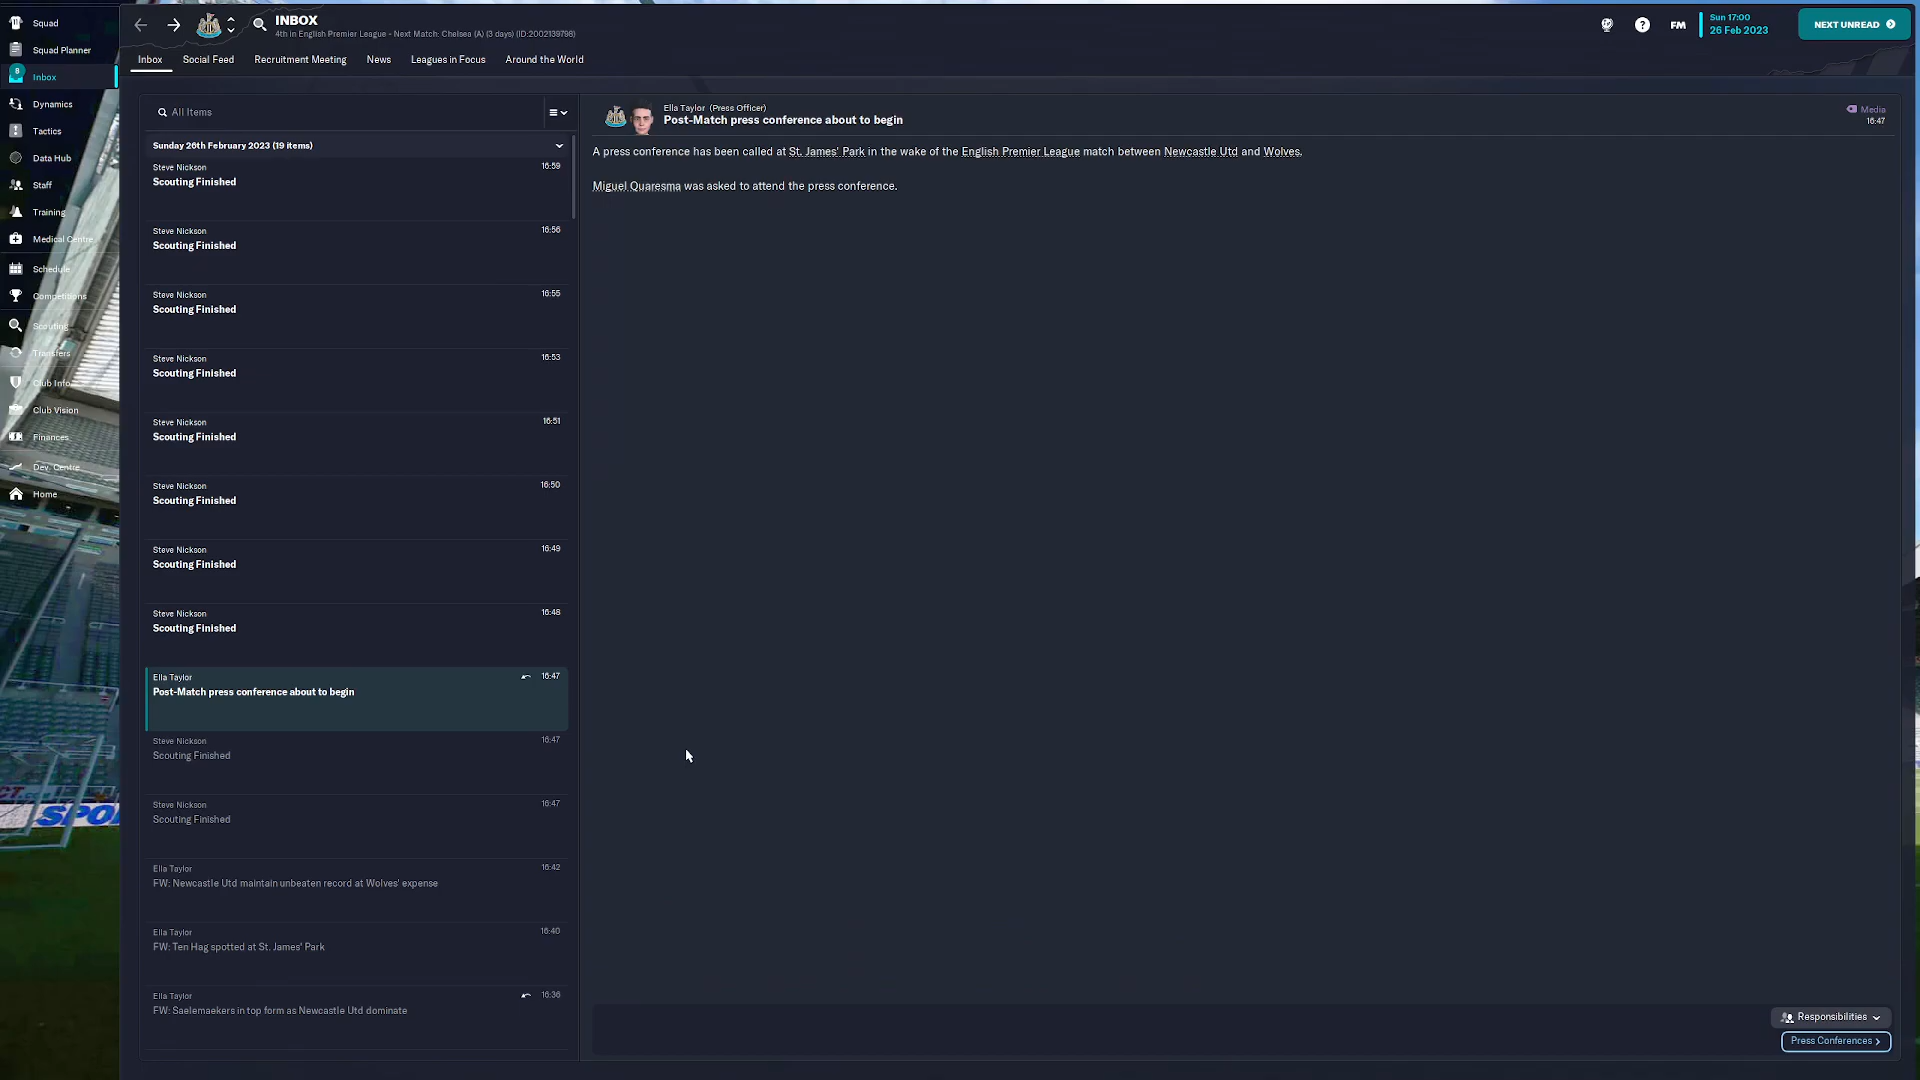 Squad
Squad Planner
8
Inbox
Dynamics
Tactics
Data Hub
Staff
Training
Medical Centre
Schedule
Competitions
Scouting
Transfers
Club Info
Club Vision
Finances
Dev. Centre
Home
INBOX
4th in English Premier League - Next Match: Chelsea (A) (3 days) (ID:2002139798)
FM
Sun 17:00
26 Feb 2023
NEXT UNREAD
Inbox Social Feed Recruitment Meeting News Leagues in Focus Around the World
All Items
Sunday 26th February 2023 (19 items)
Steve Nickson 16:59
Scouting Finished
Steve Nickson 16:56
Scouting Finished
Steve Nickson 16:55
Scouting Finished
Steve Nickson 16:53
Scouting Finished
Steve Nickson 16:51
Scouting Finished
Steve Nickson 16:50
Scouting Finished
Steve Nickson 16:49
Scouting Finished
Steve Nickson 16:48
Scouting Finished
Ella Taylor 16:47
Post-Match press conference about to begin
Steve Nickson 16:47
Scouting Finished
Steve Nickson 16:47
Scouting Finished
Ella Taylor 16:42
FW: Newcastle Utd maintain unbeaten record at Wolves' expense
Ella Taylor 16:40
FW: Ten Hag spotted at St. James' Park
Ella Taylor 16:36
FW: Saelemaekers in top form as Newcastle Utd dominate
Ella Taylor (Press Officer)
Post-Match press conference about to begin
Media
16:47
A press conference has been called at St. James' Park in the wake of the English Premier League match between Newcastle Utd and Wolves.
Miguel Quaresma was asked to attend the press conference.
Responsibilities
Press Conferences >